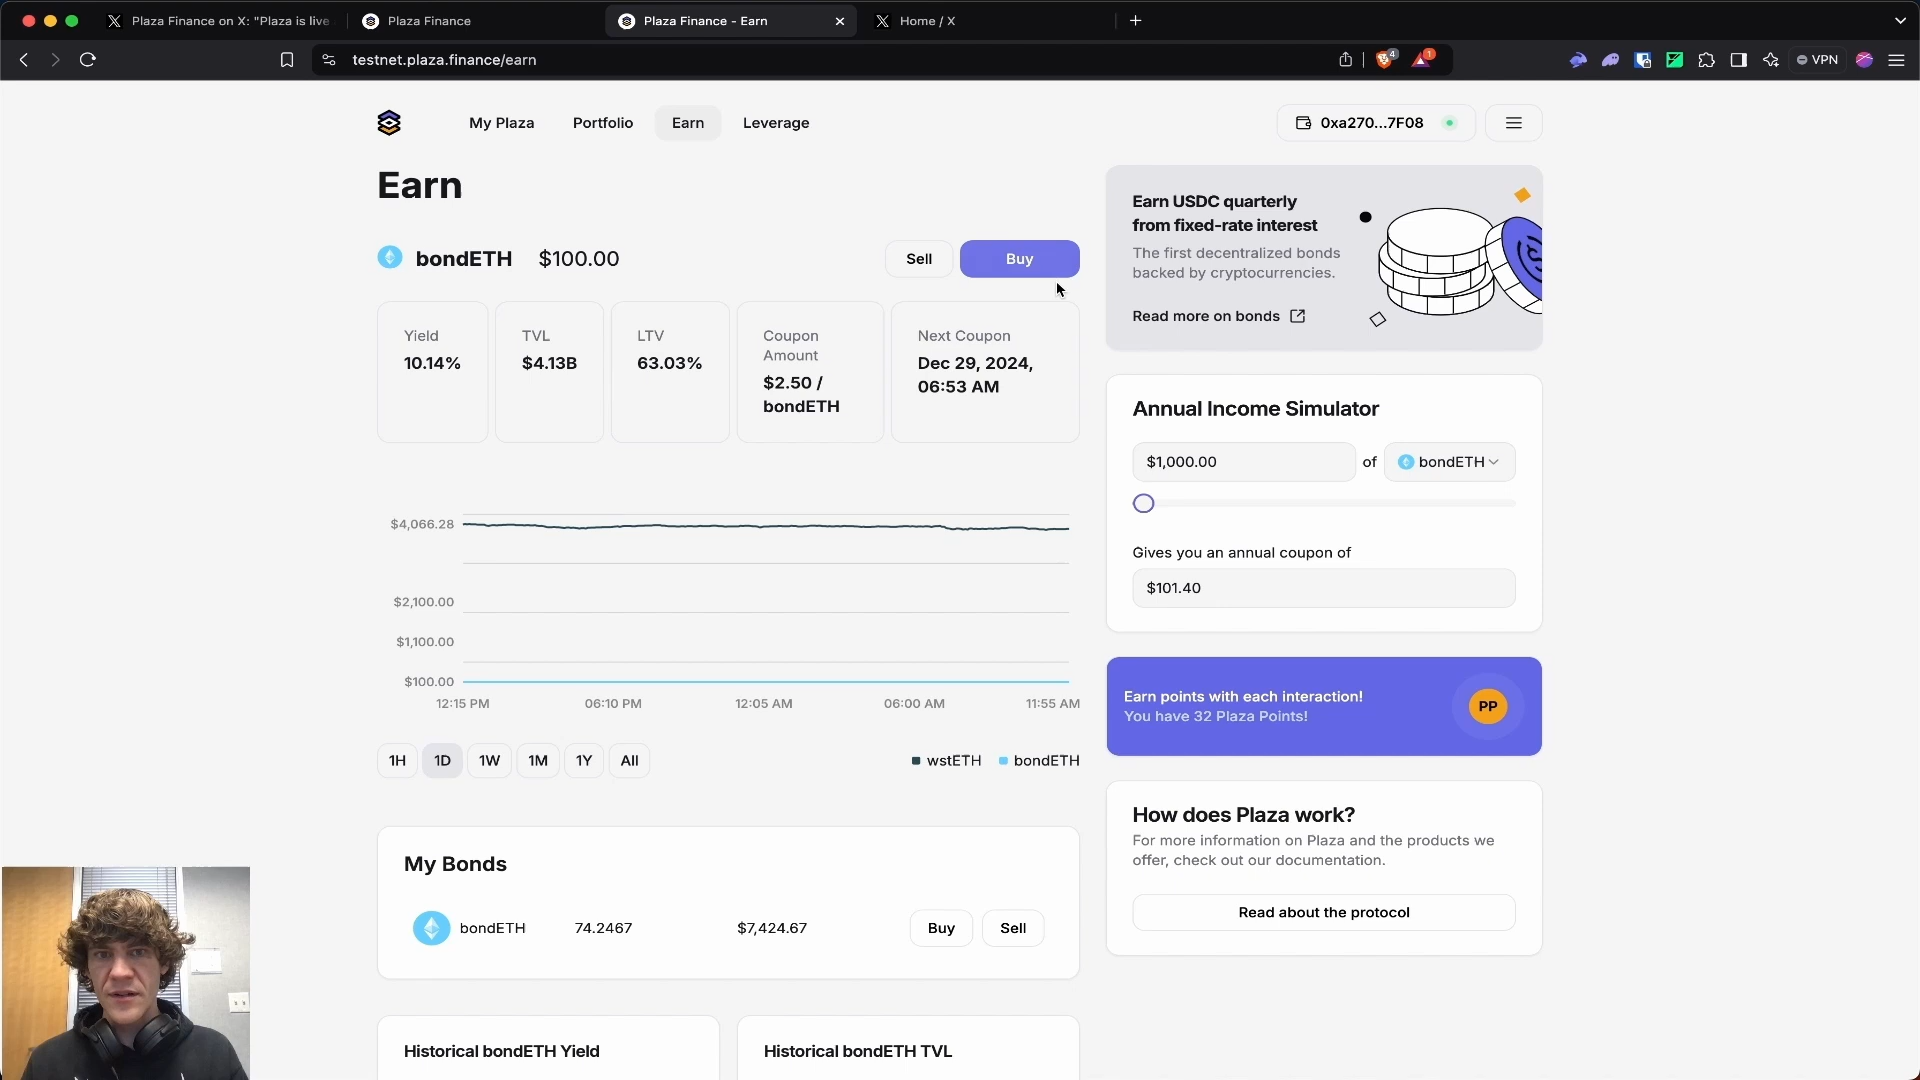 Plaza Finance on X: "Plaza is live
Plaza Finance
Plaza Finance - Earn
Home / X
testnet.plaza.finance/earn
4
1
VPN
My Plaza
Portfolio
Earn
Leverage
0xa270...7F08
Earn
bondETH
$100.00
Sell
Buy
Yield
10.14%
TVL
$4.13B
LTV
63.03%
Coupon
Amount
$2.50 /
bondETH
Next Coupon
Dec 29, 2024,
06:53 AM
$4,066.28
$2,100.00
$1,100.00
$100.00
12:15 PM
06:10 PM
12:05 AM
06:00 AM
11:55 AM
1H
1D
1W
1M
1Y
All
wstETH
bondETH
My Bonds
bondETH
74.2467
$7,424.67
Buy
Sell
Historical bondETH Yield
Historical bondETH TVL
Earn USDC quarterly
from fixed-rate interest
The first decentralized bonds
backed by cryptocurrencies.
Read more on bonds
Annual Income Simulator
$1,000.00
of
bondETH
Gives you an annual coupon of
$101.40
Earn points with each interaction!
You have 32 Plaza Points!
PP
How does Plaza work?
For more information on Plaza and the products we
offer, check out our documentation.
Read about the protocol